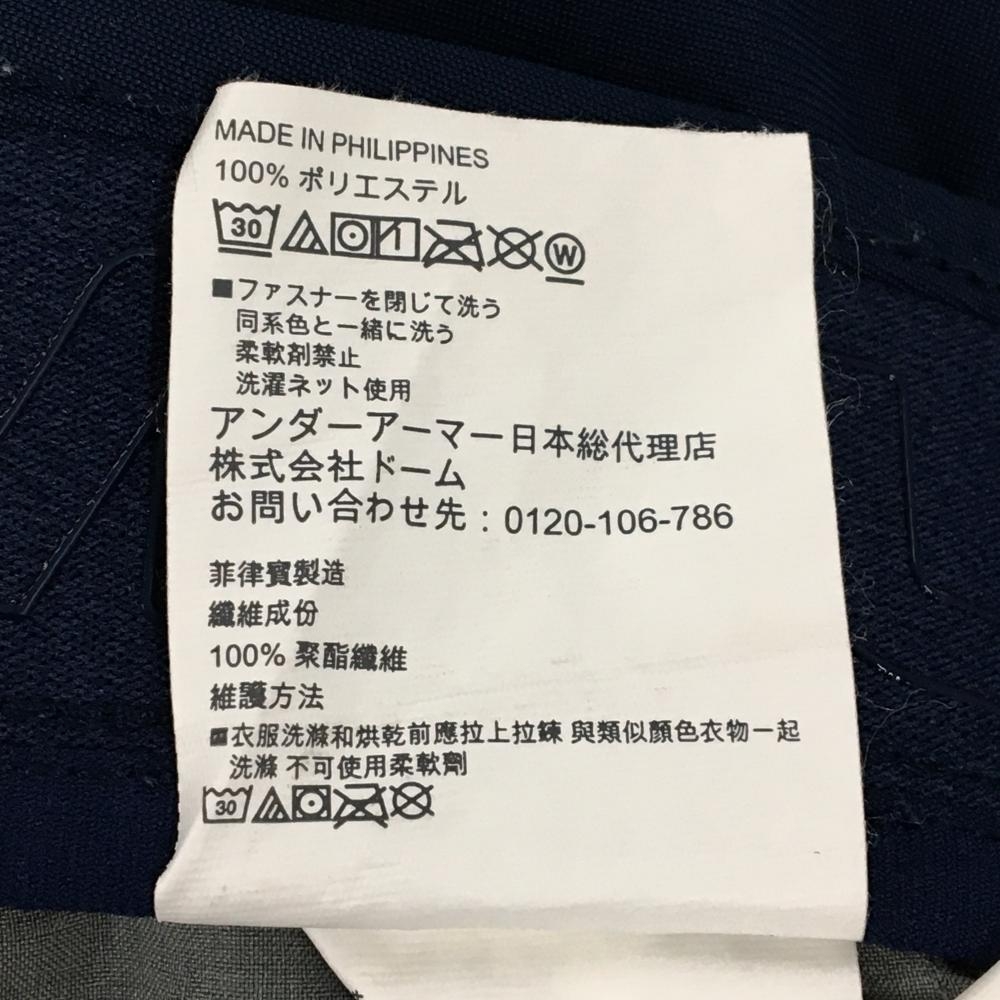 MADE IN PHILIPPINES
100% ポリエステル
30
W
■ファスナーを閉じて洗う
同系色と一緒に洗う
柔軟剤禁止
洗濯ネット使用
アンダーアーマー日本総代理店
株式会社ドーム
お問い合わせ先：0120-106-786
菲律賓製造
纖維成份
100% 聚酯纖維
維護方法
■衣服洗滌和烘乾前應拉上拉鍊 與類似顏色衣物一起
洗滌 不可使用柔軟劑
30